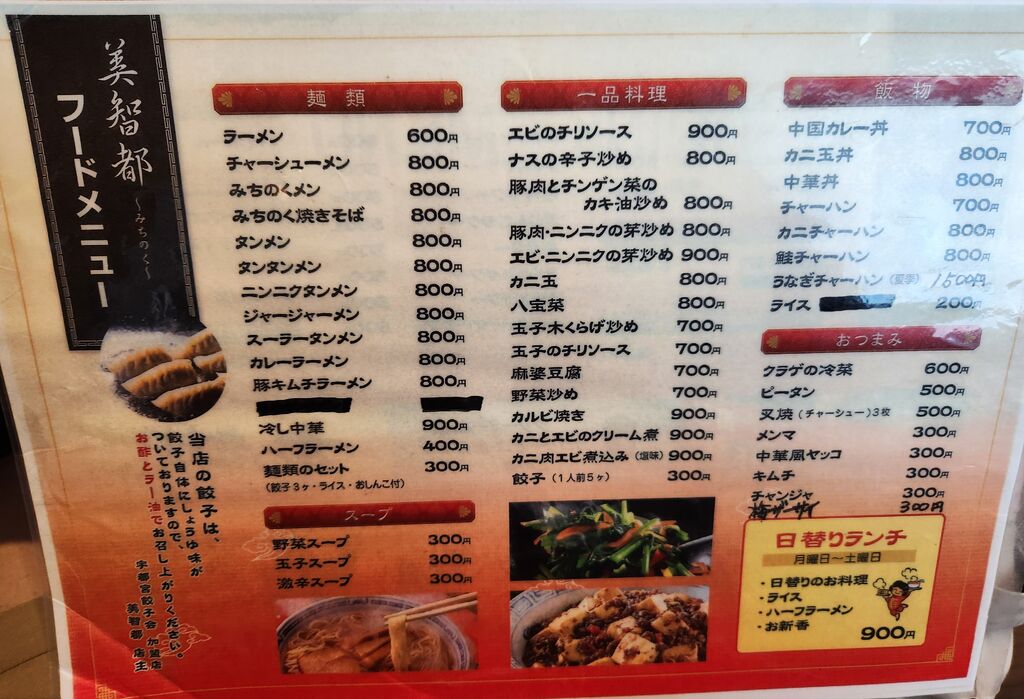 美智都
〜みちのく〜
フードメニュー
当店の餃子は、
餃子自体にしょうゆ味が
ついておりますので、
お酢とラー油でお召し上がりください。
宇都宮餃子会 加盟店
美智都 店主
麺類
ラーメン 600円
チャーシューメン 800円
みちのくメン 800円
みちのく焼きそば 800円
タンメン 800円
タンタンメン 800円
ニンニクタンメン 800円
ジャージャーメン 800円
スーラータンメン 800円
カレーラーメン 800円
豚キムチラーメン 800円
冷し中華 900円
ハーフラーメン 400円
麺類のセット 300円
(餃子3ヶ・ライス・おしんこ付)
スープ
野菜スープ 300円
玉子スープ 300円
激辛スープ 300円
一品料理
エビのチリソース 900円
ナスの辛子炒め 800円
豚肉とチンゲン菜の
カキ油炒め 800円
豚肉・ニンニクの芽炒め 800円
エビ・ニンニクの芽炒め 900円
カニ玉 800円
八宝菜 800円
玉子木くらげ炒め 700円
玉子のチリソース 700円
麻婆豆腐 700円
野菜炒め 700円
カルビ焼き 900円
カニとエビのクリーム煮 900円
カニ肉エビ煮込み (塩味) 900円
餃子 (1人前5ヶ) 300円
飯物
中国カレー丼 700円
カニ玉丼 800円
中華丼 800円
チャーハン 700円
カニチャーハン 800円
鮭チャーハン 800円
うなぎチャーハン (夏季) 1500円
ライス 200円
おつまみ
クラゲの冷菜 600円
ピータン 500円
叉焼 (チャーシュー) 3枚 500円
メンマ 300円
中華風ヤッコ 300円
キムチ 300円
チャンジャ 300円
梅ザーサイ 300円
日替りランチ
月曜日〜土曜日
・日替りのお料理
・ライス
・ハーフラーメン
・お新香
900円